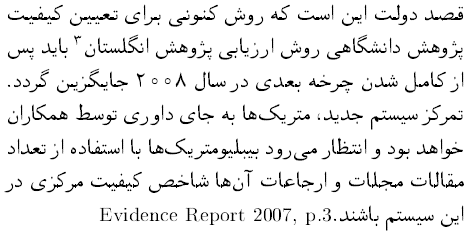 قصد دولت این است که روش کنونی برای تعیین کیفیت
پژوهش دانشگاهی روش ارزیابی پژوهش انگلستان۳ باید پس
از کامل شدن چرخه بعدی در سال ۲۰۰۸ جایگزین گردد.
تمرکز سیستم جدید، متریک‌ها به جای داوری توسط همکاران
خواهد بود و انتظار می‌رود بیبلیومتریک‌ها با استفاده از تعداد
مقالات مجلات و ارجاعات آن‌ها شاخص کیفیت مرکزی در
این سیستم باشند.Evidence Report 2007, p.3